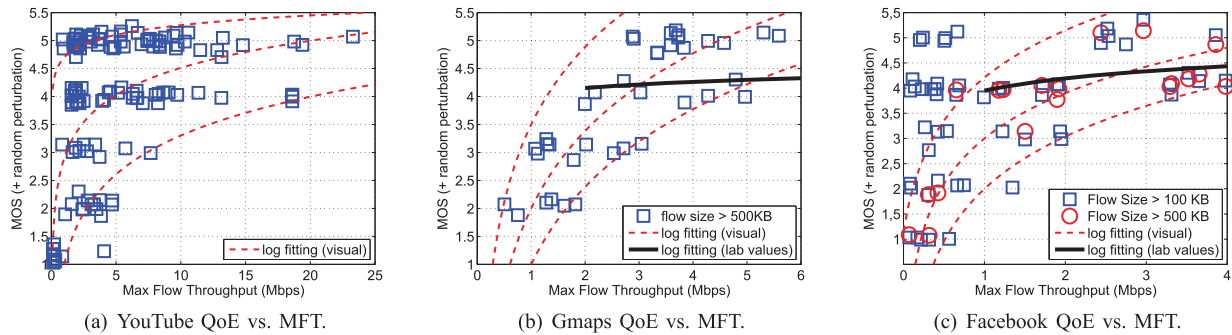 MOS (+ random perturbation)
5.5
5
4.5
4
3.5
3
2.5
2
1.5
1
0
5
10
15
20
25
log fitting (visual)
Max Flow Throughput (Mbps)
(a) YouTube QoE vs. MFT.
MOS (+ random perturbation)
5.5
5
4.5
4
3.5
3
2.5
2
1.5
1
0
1
2
3
4
5
6
flow size > 500KB
log fitting (visual)
log fitting (lab values)
Max Flow Throughput (Mbps)
(b) Gmaps QoE vs. MFT.
MOS (+ random perturbation)
5.5
5
4.5
4
3.5
3
2.5
2
1.5
1
0
1
2
3
4
Flow Size > 100 KB
Flow Size > 500 KB
log fitting (visual)
log fitting (lab values)
Max Flow Throughput (Mbps)
(c) Facebook QoE vs. MFT.